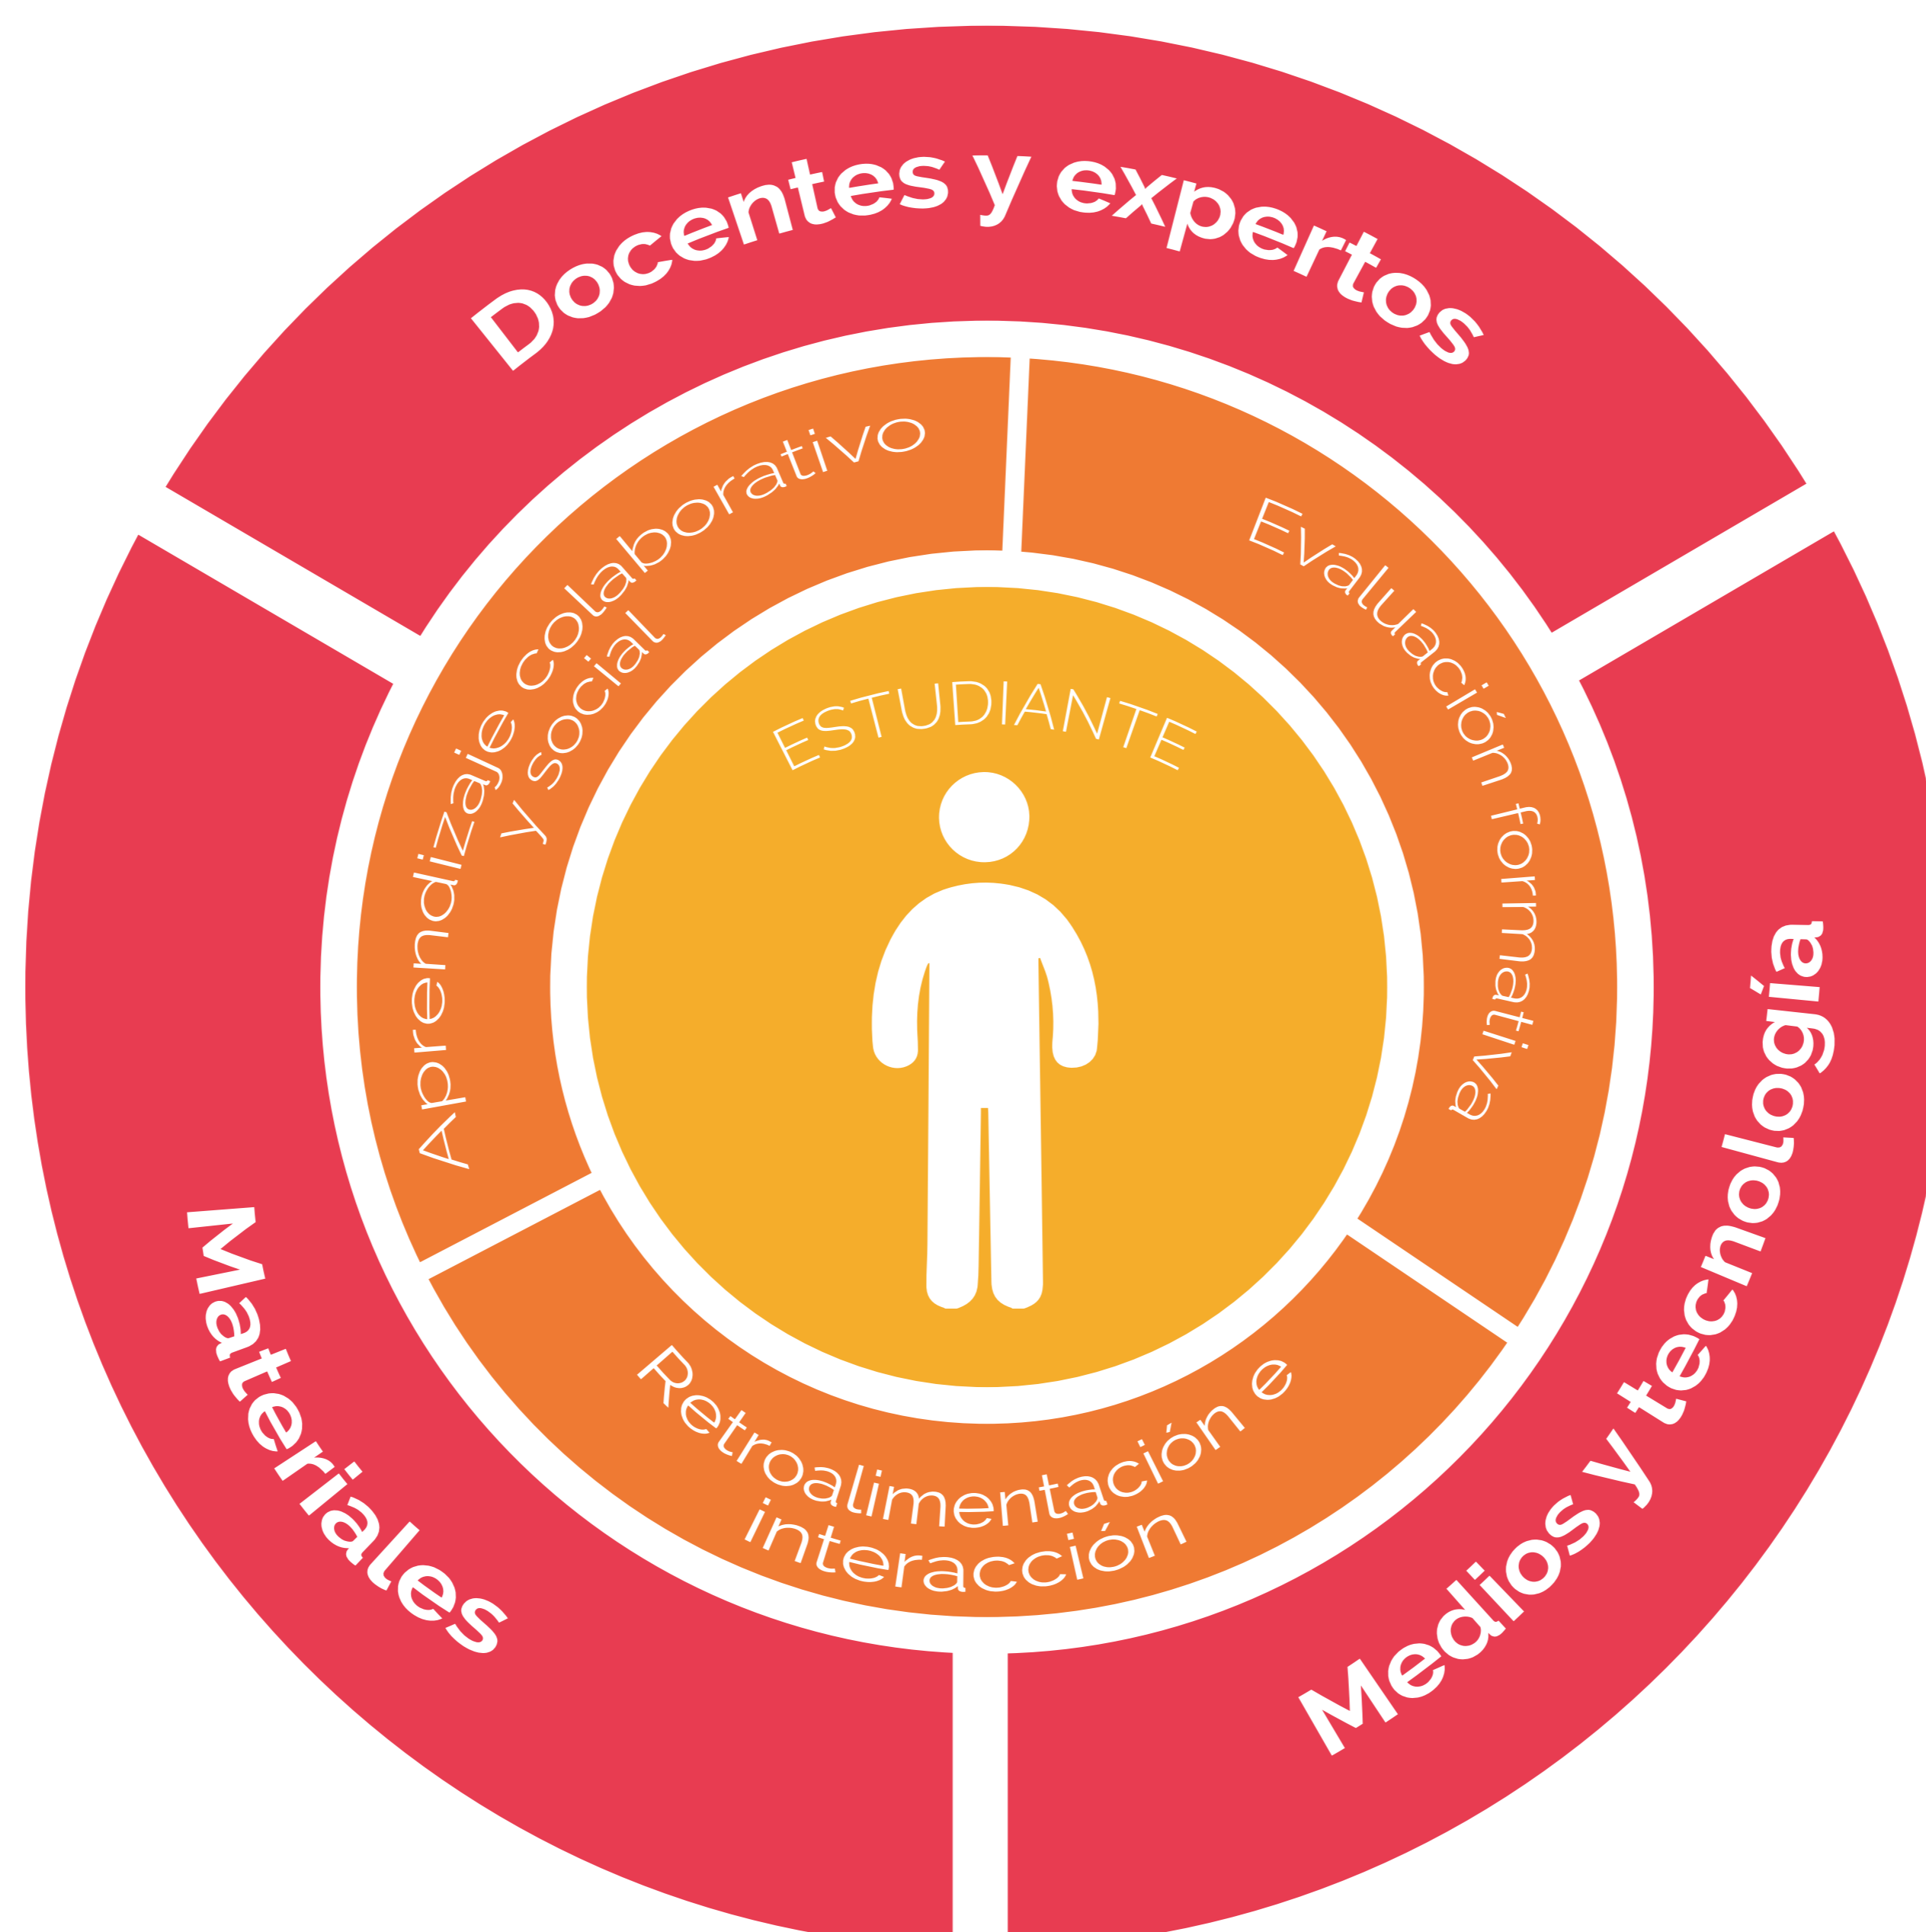 Docentes y expertos
Aprendizaje colaborativo
y social
Evaluación formativa
ESTUDIANTE
Retroalimentación e
interacción
Materiales
Medios y tecnología